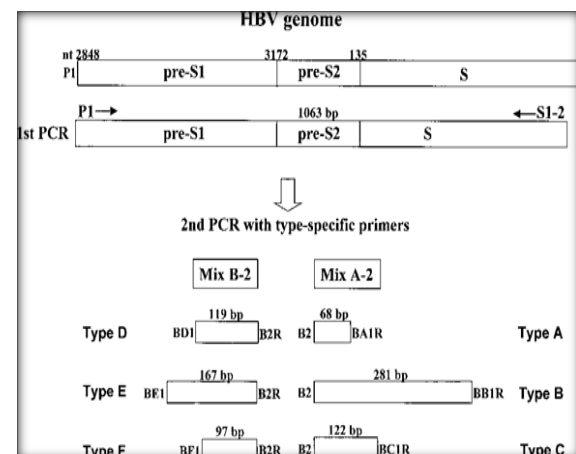 HBV genome
nt 2848 3172 135
P1 pre-S1 pre-S2 S
P1 1063 bp S1-2
1st PCR pre-S1 pre-S2 S
2nd PCR with type-specific primers
Mix B-2 Mix A-2
119 bp 68 bp
Type D BD1 B2R B2 BA1R Type A
167 bp 281 bp
Type E BE1 B2R B2 BB1R Type B
97 bp 122 bp
Type F BF1 B2R B2 BC1R Type C